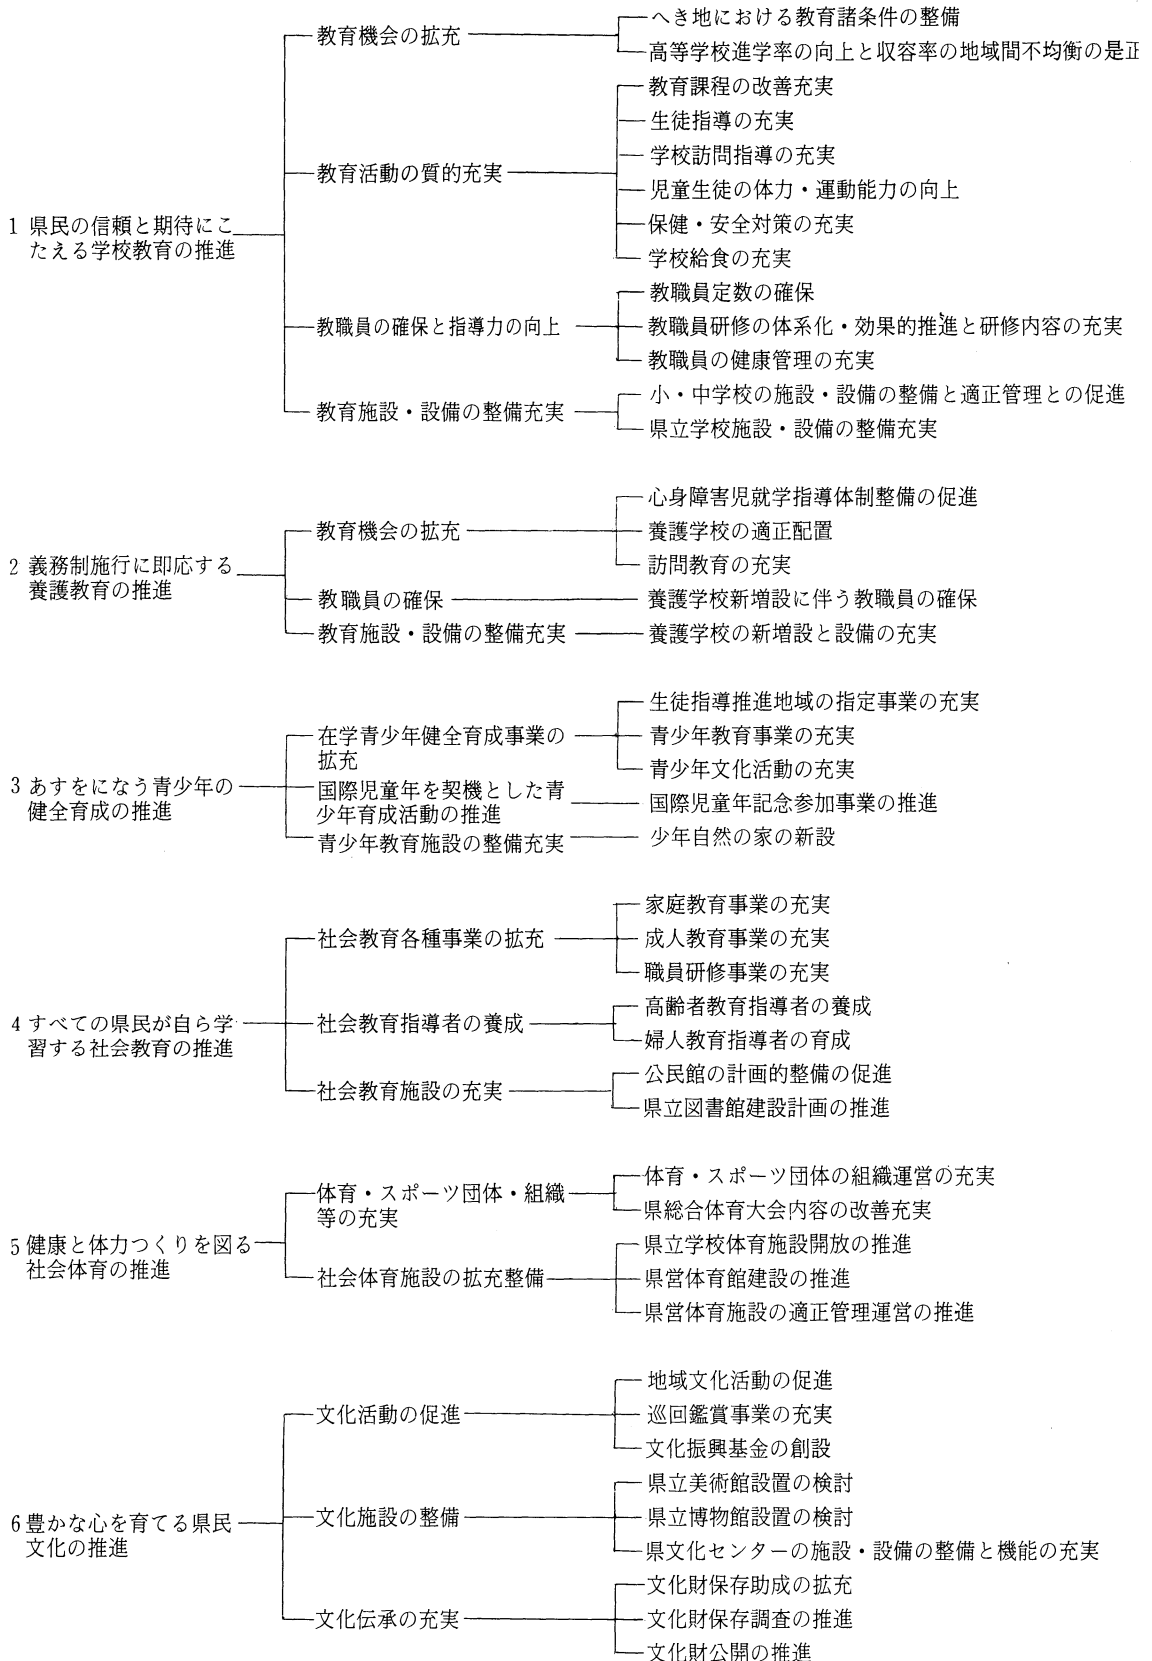 1 県民の信頼と期待にこ
たえる学校教育の推進
教育機会の拡充
へき地における教育諸条件の整備
高等学校進学率の向上と収容率の地域間不均衡の是正
教育活動の質的充実
教育課程の改善充実
生徒指導の充実
学校訪問指導の充実
児童生徒の体力・運動能力の向上
保健・安全対策の充実
学校給食の充実
教職員の確保と指導力の向上
教職員定数の確保
教職員研修の体系化・効果的推進と研修内容の充実
教職員の健康管理の充実
教育施設・設備の整備充実
小・中学校の施設・設備の整備と適正管理との促進
県立学校施設・設備の整備充実
2 義務制施行に即応する
養護教育の推進
教育機会の拡充
心身障害児就学指導体制整備の促進
養護学校の適正配置
訪問教育の充実
教職員の確保
養護学校新増設に伴う教職員の確保
教育施設・設備の整備充実
養護学校の新増設と設備の充実
3 あすをになう青少年の
健全育成の推進
在学青少年健全育成事業の
拡充
生徒指導推進地域の指定事業の充実
青少年教育事業の充実
青少年文化活動の充実
国際児童年を契機とした青
少年育成活動の推進
国際児童年記念参加事業の推進
青少年教育施設の整備充実
少年自然の家の新設
4 すべての県民が自ら学
習する社会教育の推進
社会教育各種事業の拡充
家庭教育事業の充実
成人教育事業の充実
職員研修事業の充実
社会教育指導者の養成
高齢者教育指導者の養成
婦人教育指導者の育成
社会教育施設の充実
公民館の計画的整備の促進
県立図書館建設計画の推進
5 健康と体力つくりを図る
社会体育の推進
体育・スポーツ団体・組織
等の充実
体育・スポーツ団体の組織運営の充実
県総合体育大会内容の改善充実
社会体育施設の拡充整備
県立学校体育施設開放の推進
県営体育館建設の推進
県営体育施設の適正管理運営の推進
6 豊かな心を育てる県民
文化の推進
文化活動の促進
地域文化活動の促進
巡回鑑賞事業の充実
文化振興基金の創設
文化施設の整備
県立美術館設置の検討
県立博物館設置の検討
県文化センターの施設・設備の整備と機能の充実
文化伝承の充実
文化財保存助成の拡充
文化財保存調査の推進
文化財公開の推進